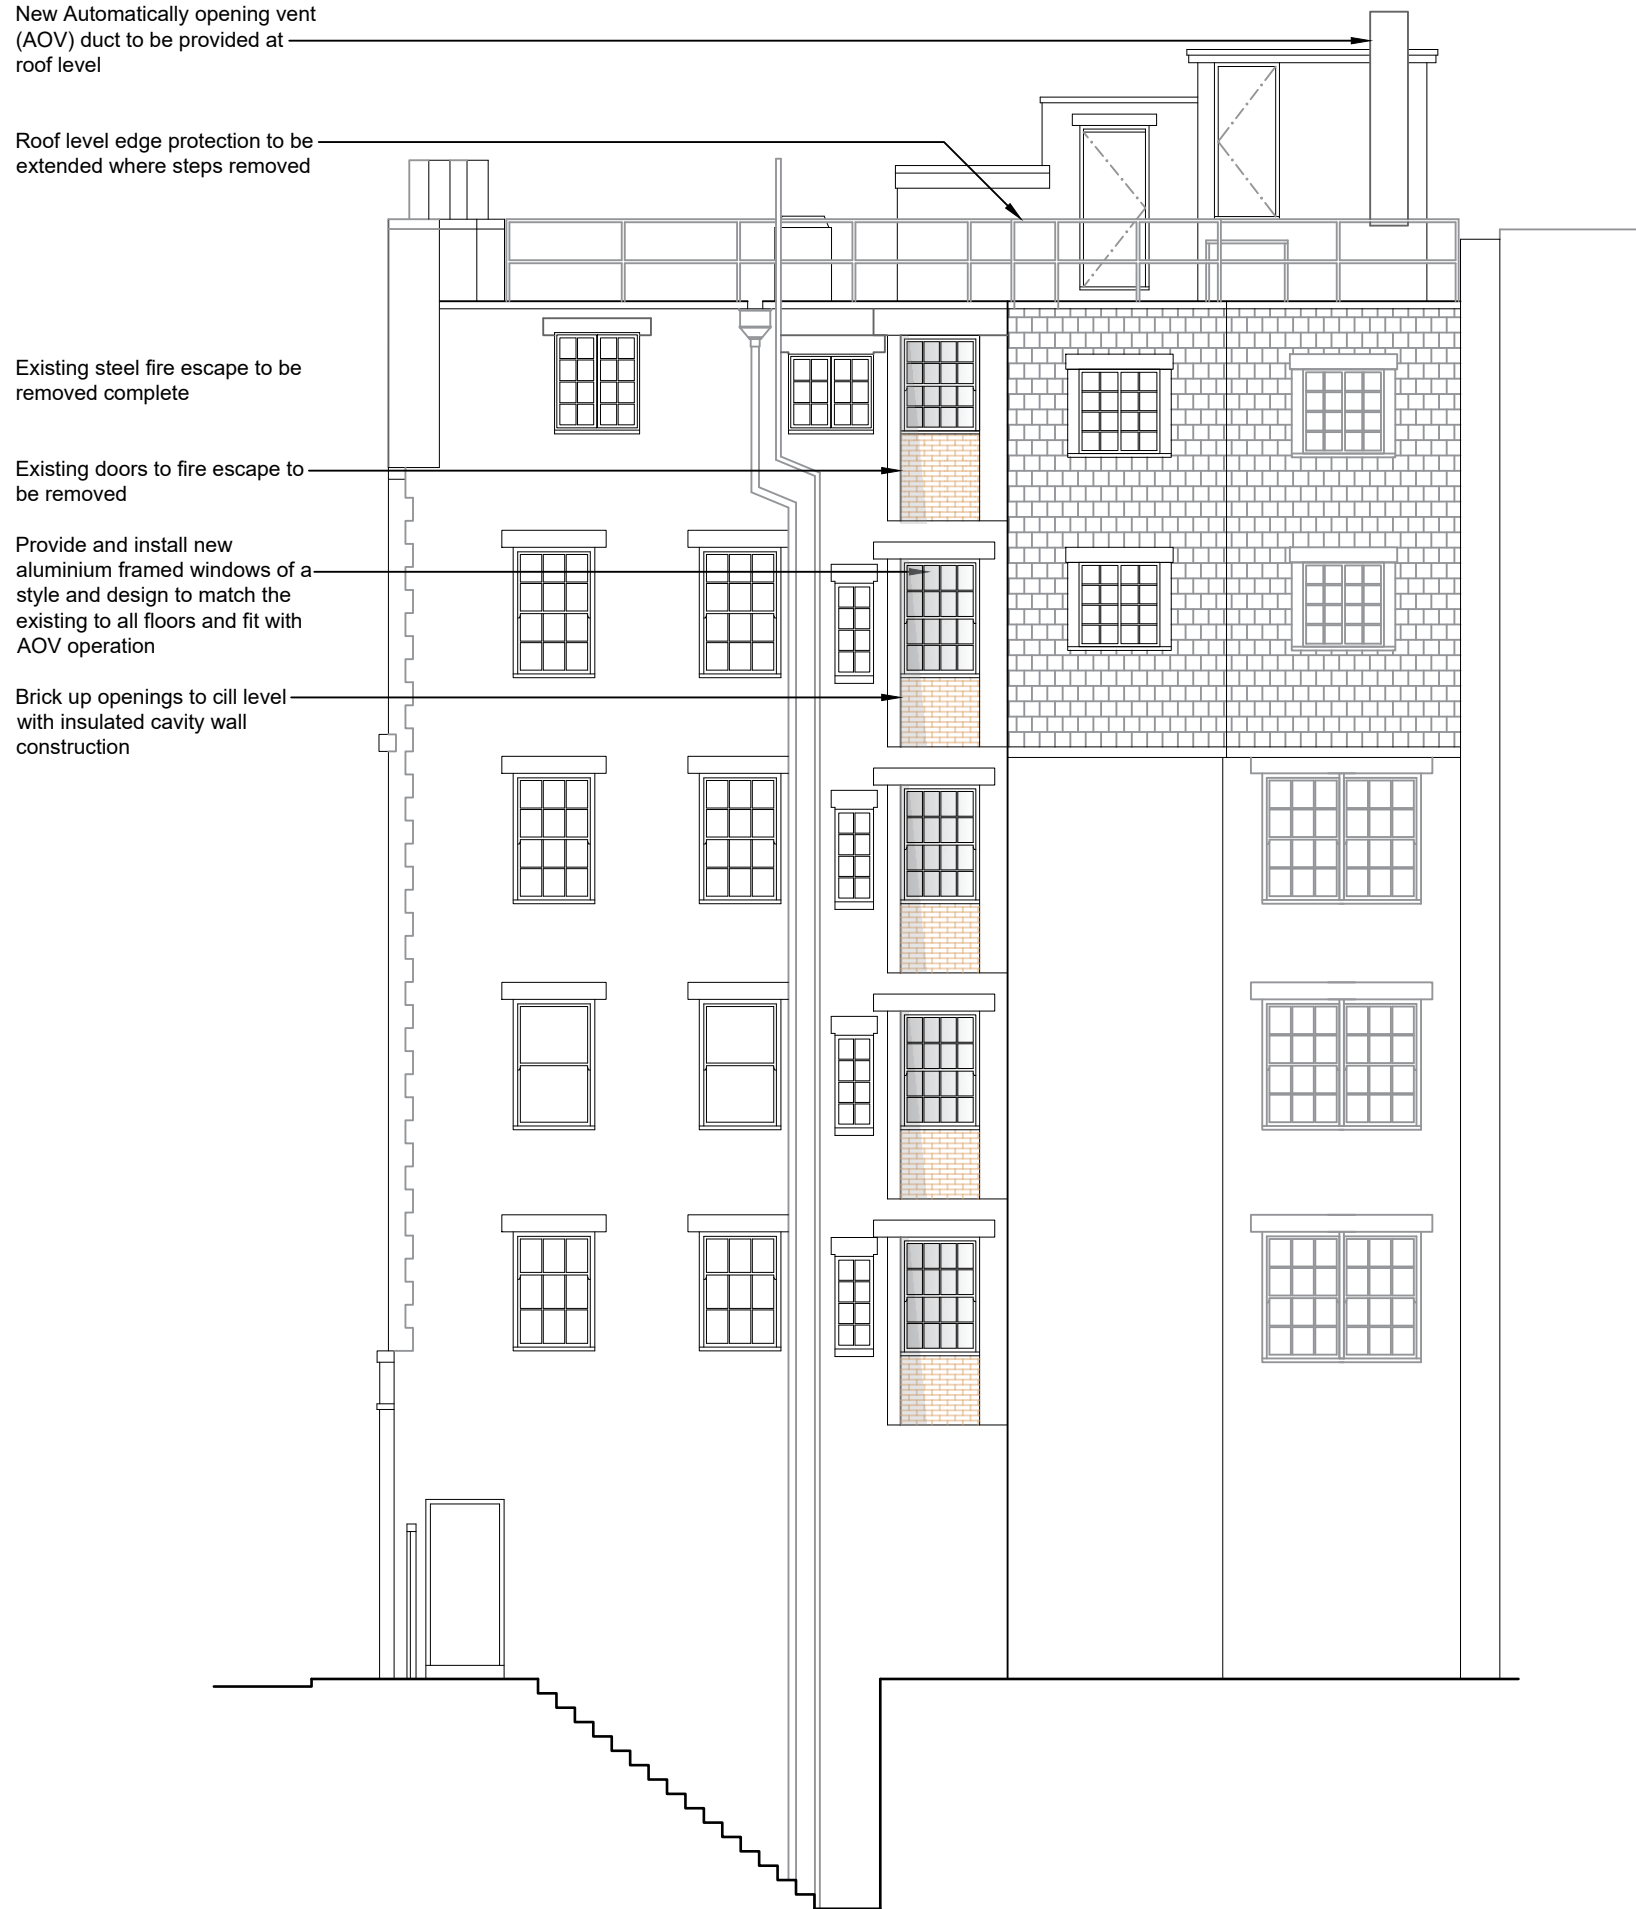 New Automatically opening vent
(AOV) duct to be provided at
roof level
Roof level edge protection to be
extended where steps removed
Existing steel fire escape to be
removed complete
Existing doors to fire escape to
be removed
Provide and install new
aluminium framed windows of a
style and design to match the
existing to all floors and fit with
AOV operation
Brick up openings to cill level
with insulated cavity wall
construction